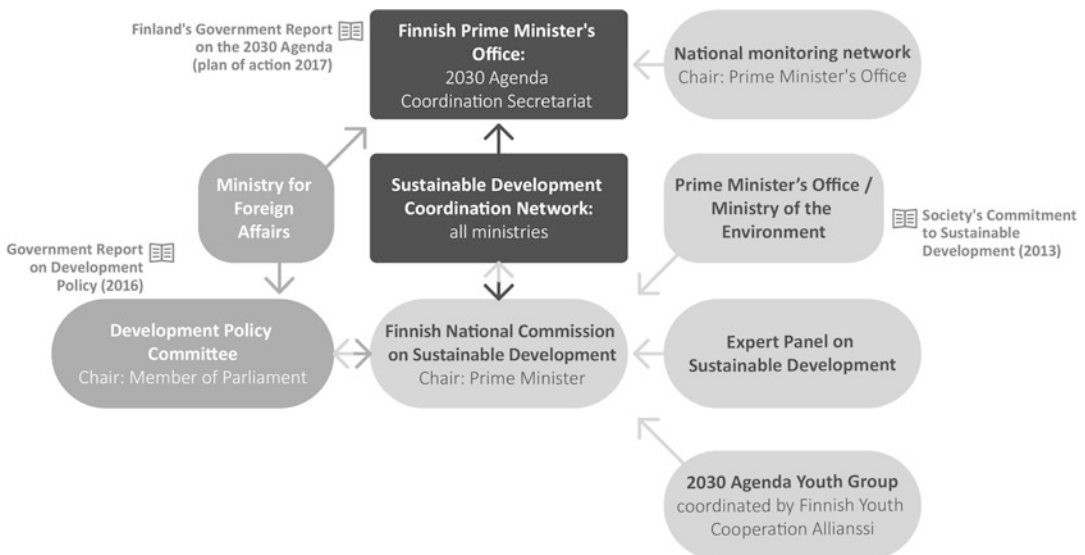 Finland's Government Report
on the 2030 Agenda
(plan of action 2017)
Finnish Prime Minister's
Office:
2030 Agenda
Coordination Secretariat
National monitoring network
Chair: Prime Minister's Office
Ministry for
Foreign
Affairs
Sustainable Development
Coordination Network:
all ministries
Prime Minister’s Office /
Ministry of the
Environment
Society's Commitment
to Sustainable
Development (2013)
Government Report
on Development
Policy (2016)
Development Policy
Committee
Chair: Member of Parliament
Finnish National Commission
on Sustainable Development
Chair: Prime Minister
Expert Panel on
Sustainable Development
2030 Agenda Youth Group
coordinated by Finnish Youth
Cooperation Allianssi